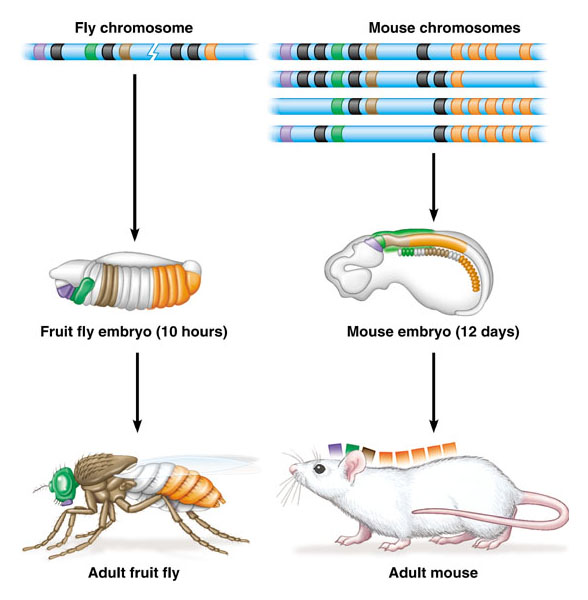 Fly chromosome
Mouse chromosomes
Fruit fly embryo (10 hours)
Mouse embryo (12 days)
Adult fruit fly
Adult mouse